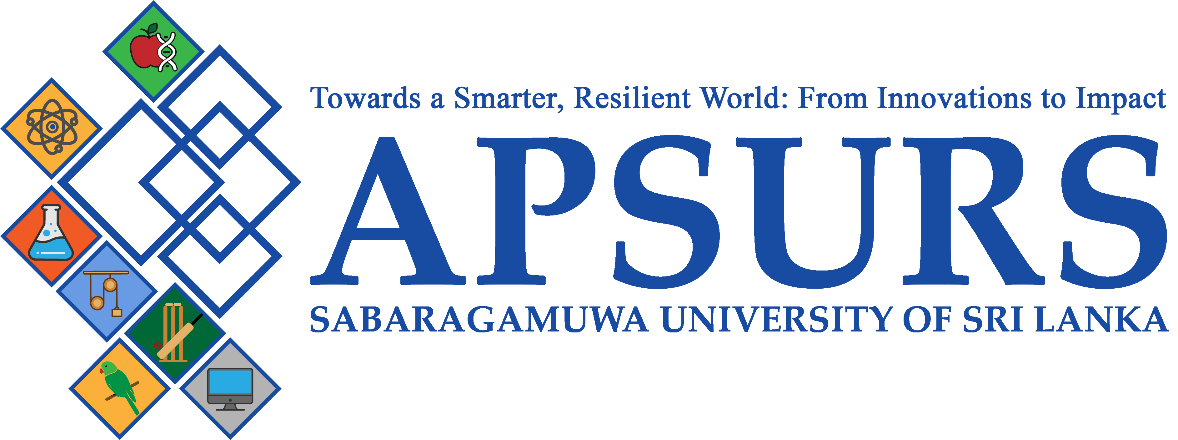 Towards a Smarter, Resilient World: From Innovations to Impact
APSURS
SABARAGAMUWA UNIVERSITY OF SRI LANKA